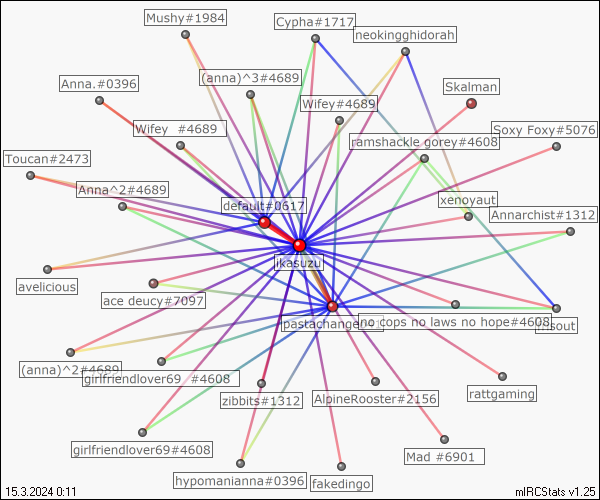 Mushy#1984
Cypha#1717
neokingghidorah
Anna.#0396
(anna)^3#4689
Skalman
Wifey#4689
Wifey #4689
ramshackle gorey#4608
Soxy Foxy#5076
Toucan#2473
Anna^2#4689
default#0617
xenoyaut
Annarchist#1312
ikasuzu
avelicious
ace deucy#7097
pastachangen
no cops no laws no hope#4608
sout
(anna)^2#4689
girlfriendlover69 #4608
rattgaming
zibbits#1312
AlpineRooster#2156
girlfriendlover69#4608
Mad #6901
hypomanianna#0396
fakedingo
15.3.2024 0:11
mIRCStats v1.25